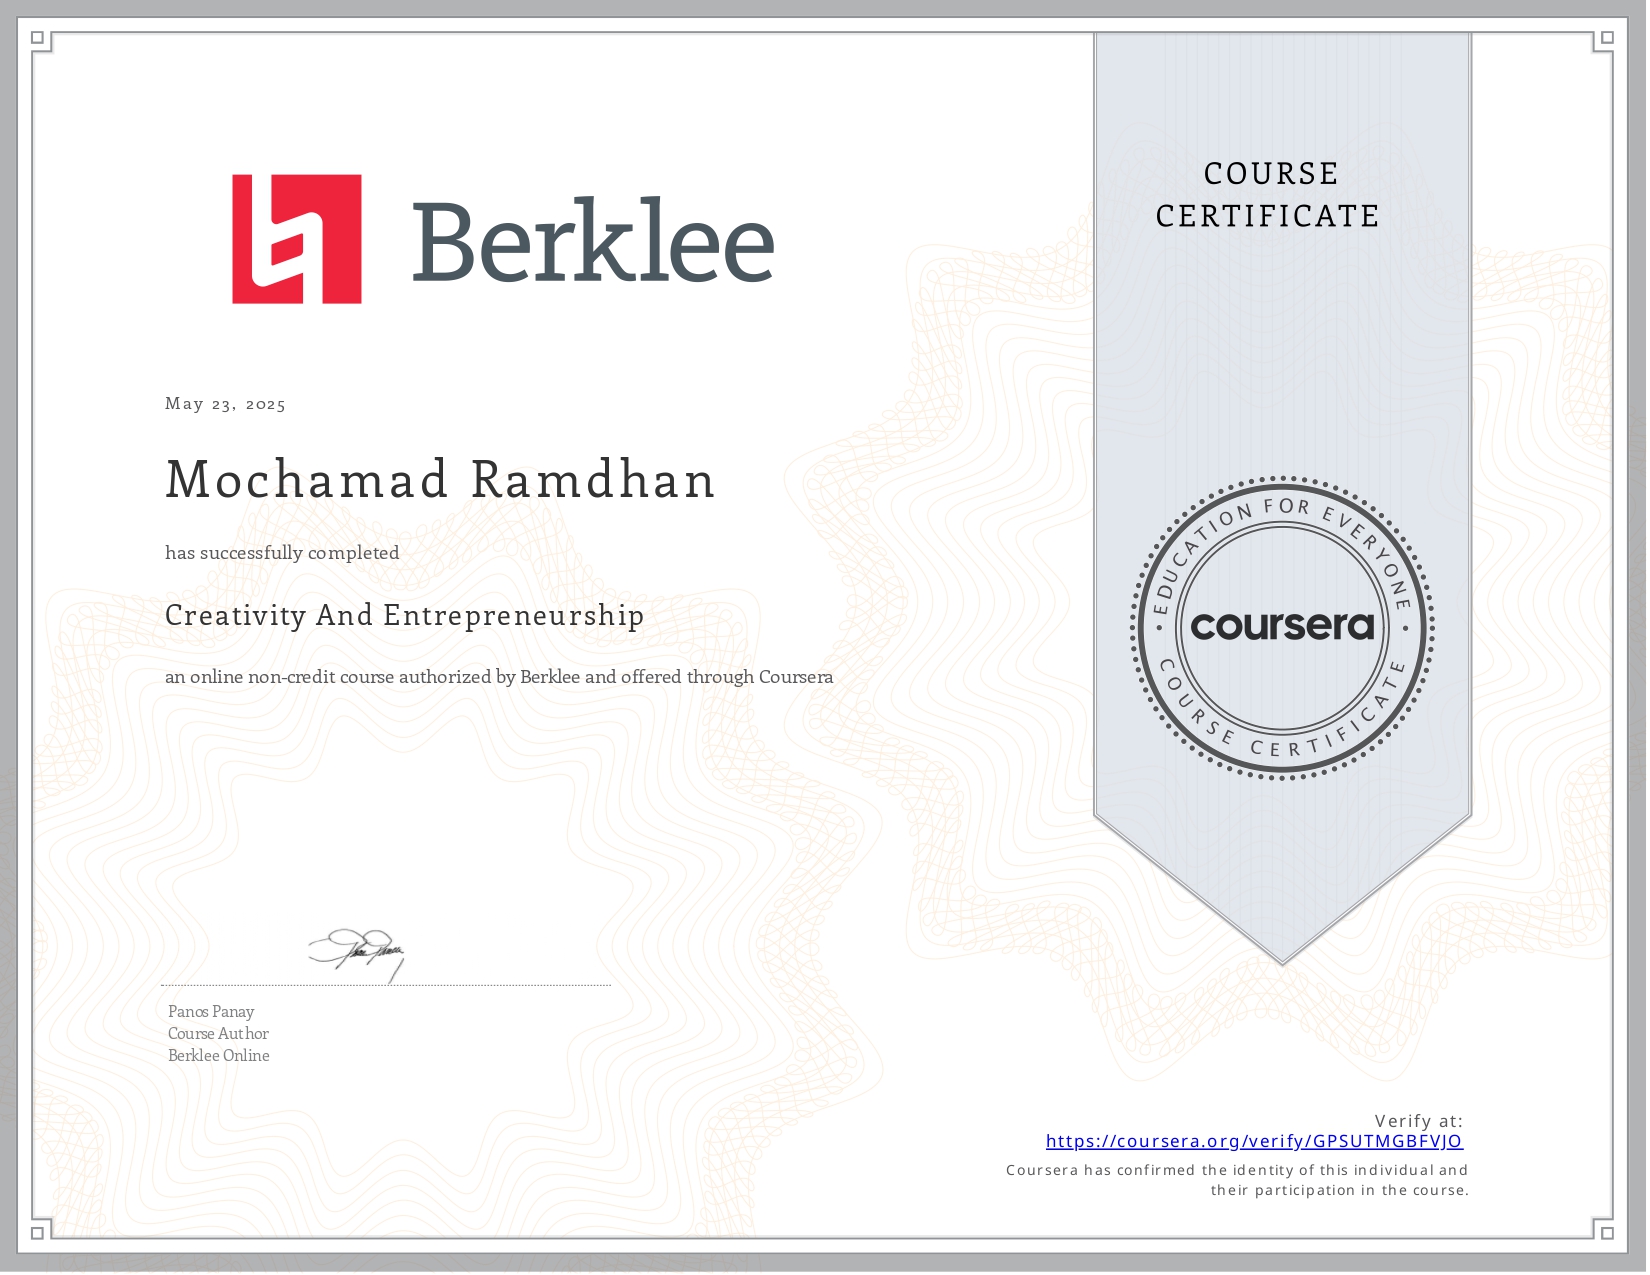 Berklee
COURSE
CERTIFICATE
May 23, 2025
Mochamad Ramdhan
has successfully completed
Creativity And Entrepreneurship
an online non-credit course authorized by Berklee and offered through Coursera
EDUCATION FOR EVERYONE
coursera
COURSE CERTIFICATE
Panos Panay
Course Author
Berklee Online
Verify at:
https://coursera.org/verify/GPSUTMGBFVJO
Coursera has confirmed the identity of this individual and
their participation in the course.